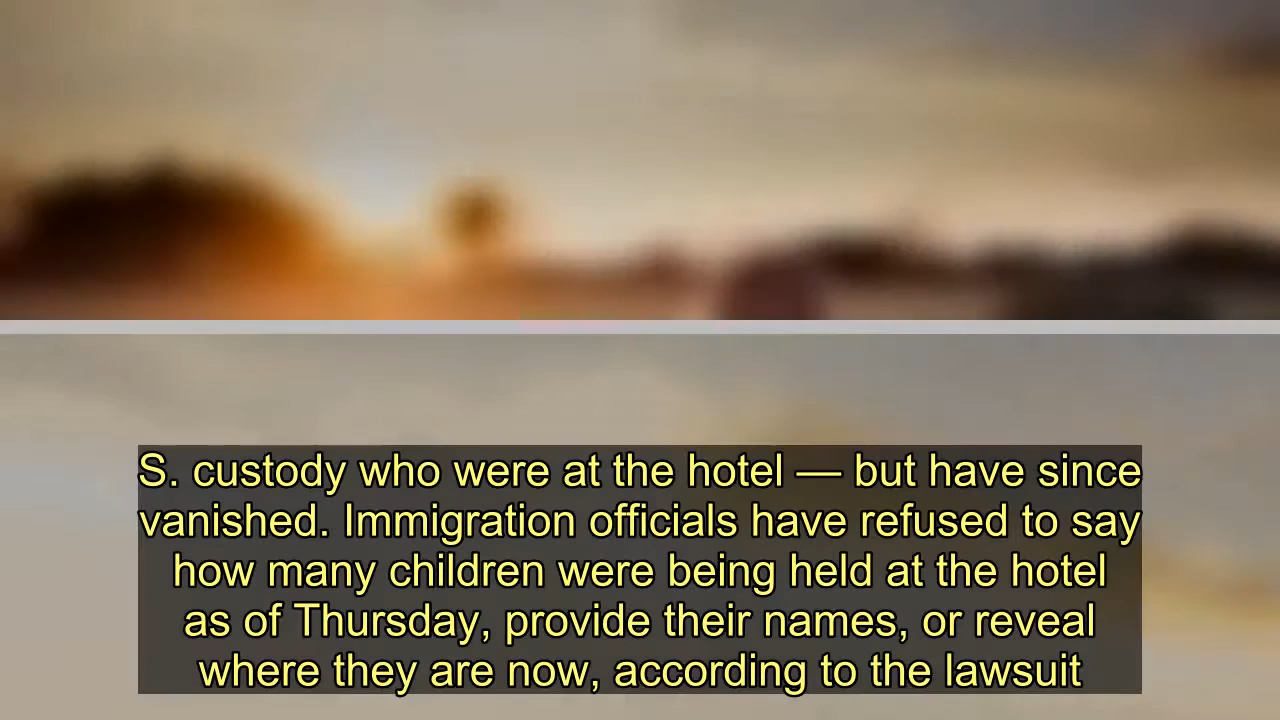 S. custody who were at the hotel — but have since
vanished. Immigration officials have refused to say
how many children were being held at the hotel
as of Thursday, provide their names, or reveal
where they are now, according to the lawsuit